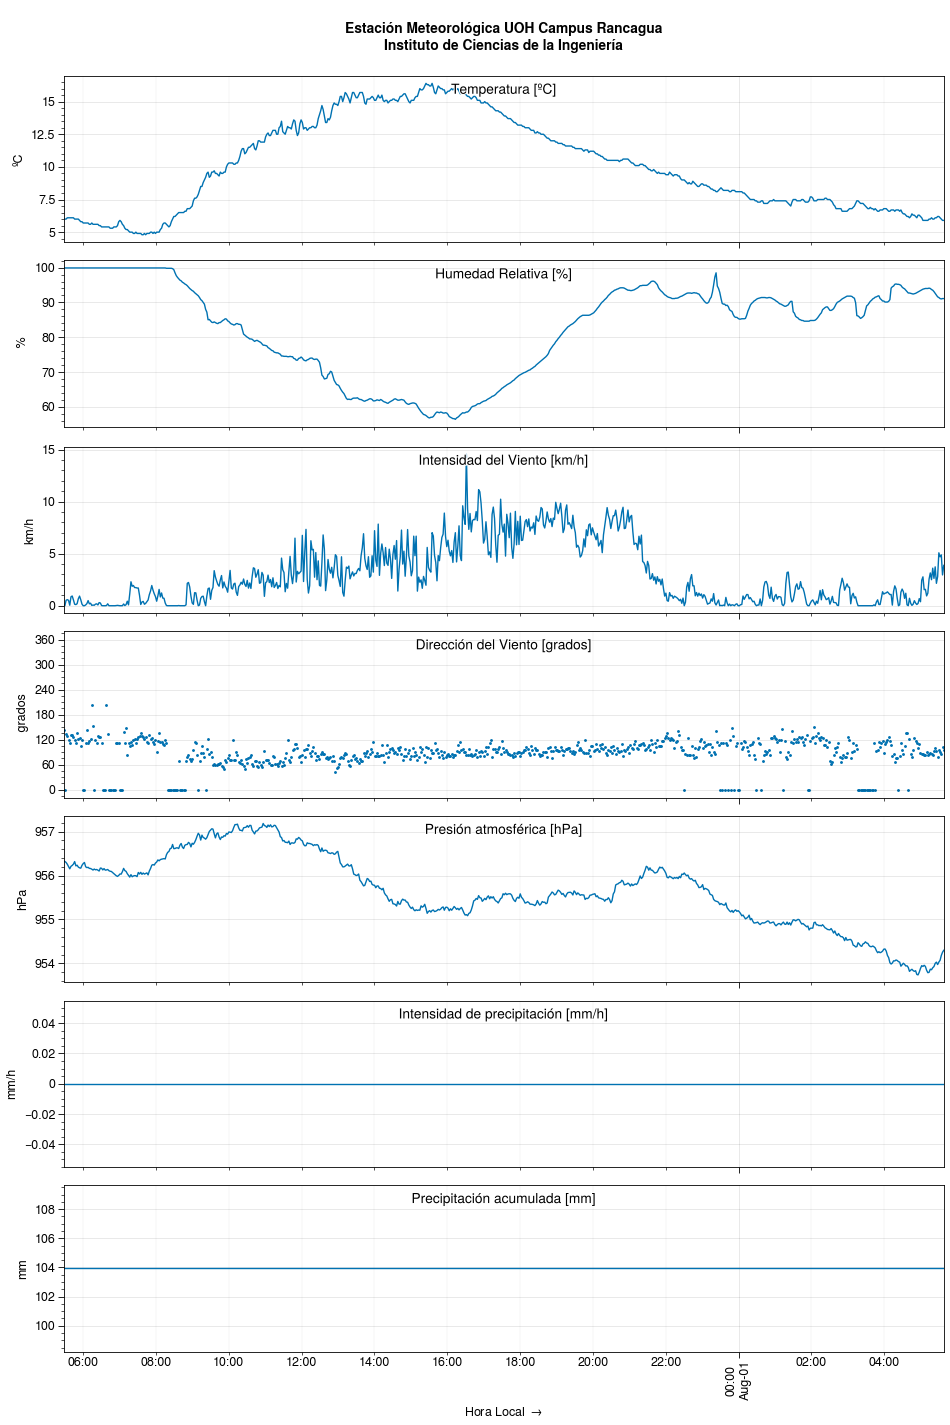 Estación Meteorológica UOH Campus Rancagua
Instituto de Ciencias de la Ingeniería
Temperatura [ºC]
15
12.5
10
7.5
5
ºC
Humedad Relativa [%]
100
90
80
70
60
%
Intensidad del Viento [km/h]
15
10
5
0
km/h
Dirección del Viento [grados]
360
300
240
180
120
60
0
grados
Presión atmosférica [hPa]
957
956
955
954
hPa
Intensidad de precipitación [mm/h]
0.04
0.02
0
−0.02
−0.04
mm/h
Precipitación acumulada [mm]
108
106
104
102
100
mm
06:00 08:00 10:00 12:00 14:00 16:00 18:00 20:00 22:00 00:00 02:00 04:00
Aug-01
Hora Local →